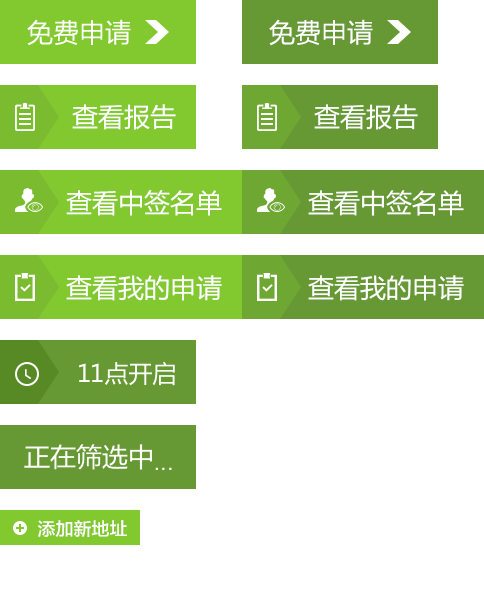 免费申请
免费申请
查看报告
查看报告
查看中签名单
查看中签名单
查看我的申请
查看我的申请
11点开启
正在筛选中...
添加新地址